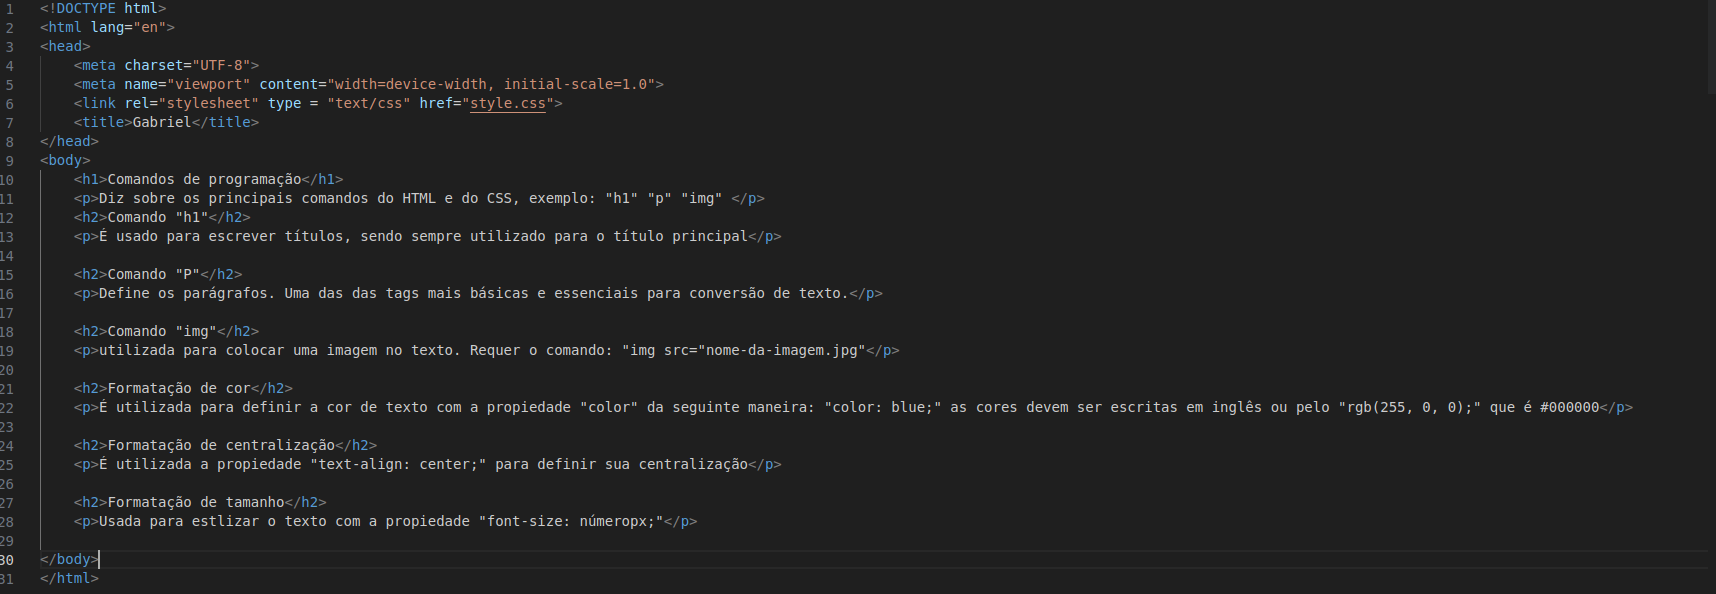 1 <!DOCTYPE html>
2 <html lang="en">
3 <head>
4     <meta charset="UTF-8">
5     <meta name="viewport" content="width=device-width, initial-scale=1.0">
6     <link rel="stylesheet" type = "text/css" href="style.css">
7     <title>Gabriel</title>
8 </head>
9 <body>
10     <h1>Comandos de programação</h1>
11     <p>Diz sobre os principais comandos do HTML e do CSS, exemplo: "h1" "p" "img" </p>
12     <h2>Comando "h1"</h2>
13     <p>É usado para escrever títulos, sendo sempre utilizado para o título principal</p>
14
15     <h2>Comando "P"</h2>
16     <p>Define os parágrafos. Uma das das tags mais básicas e essenciais para conversão de texto.</p>
17
18     <h2>Comando "img"</h2>
19     <p>utilizada para colocar uma imagem no texto. Requer o comando: "img src="nome-da-imagem.jpg"</p>
20
21     <h2>Formatação de cor</h2>
22     <p>É utilizada para definir a cor de texto com a propiedade "color" da seguinte maneira: "color: blue;" as cores devem ser escritas em inglês ou pelo "rgb(255, 0, 0);" que é #000000</p>
23
24     <h2>Formatação de centralização</h2>
25     <p>É utilizada a propiedade "text-align: center;" para definir sua centralização</p>
26
27     <h2>Formatação de tamanho</h2>
28     <p>Usada para estlizar o texto com a propiedade "font-size: númeropx;"</p>
29
30 </body>
31 </html>